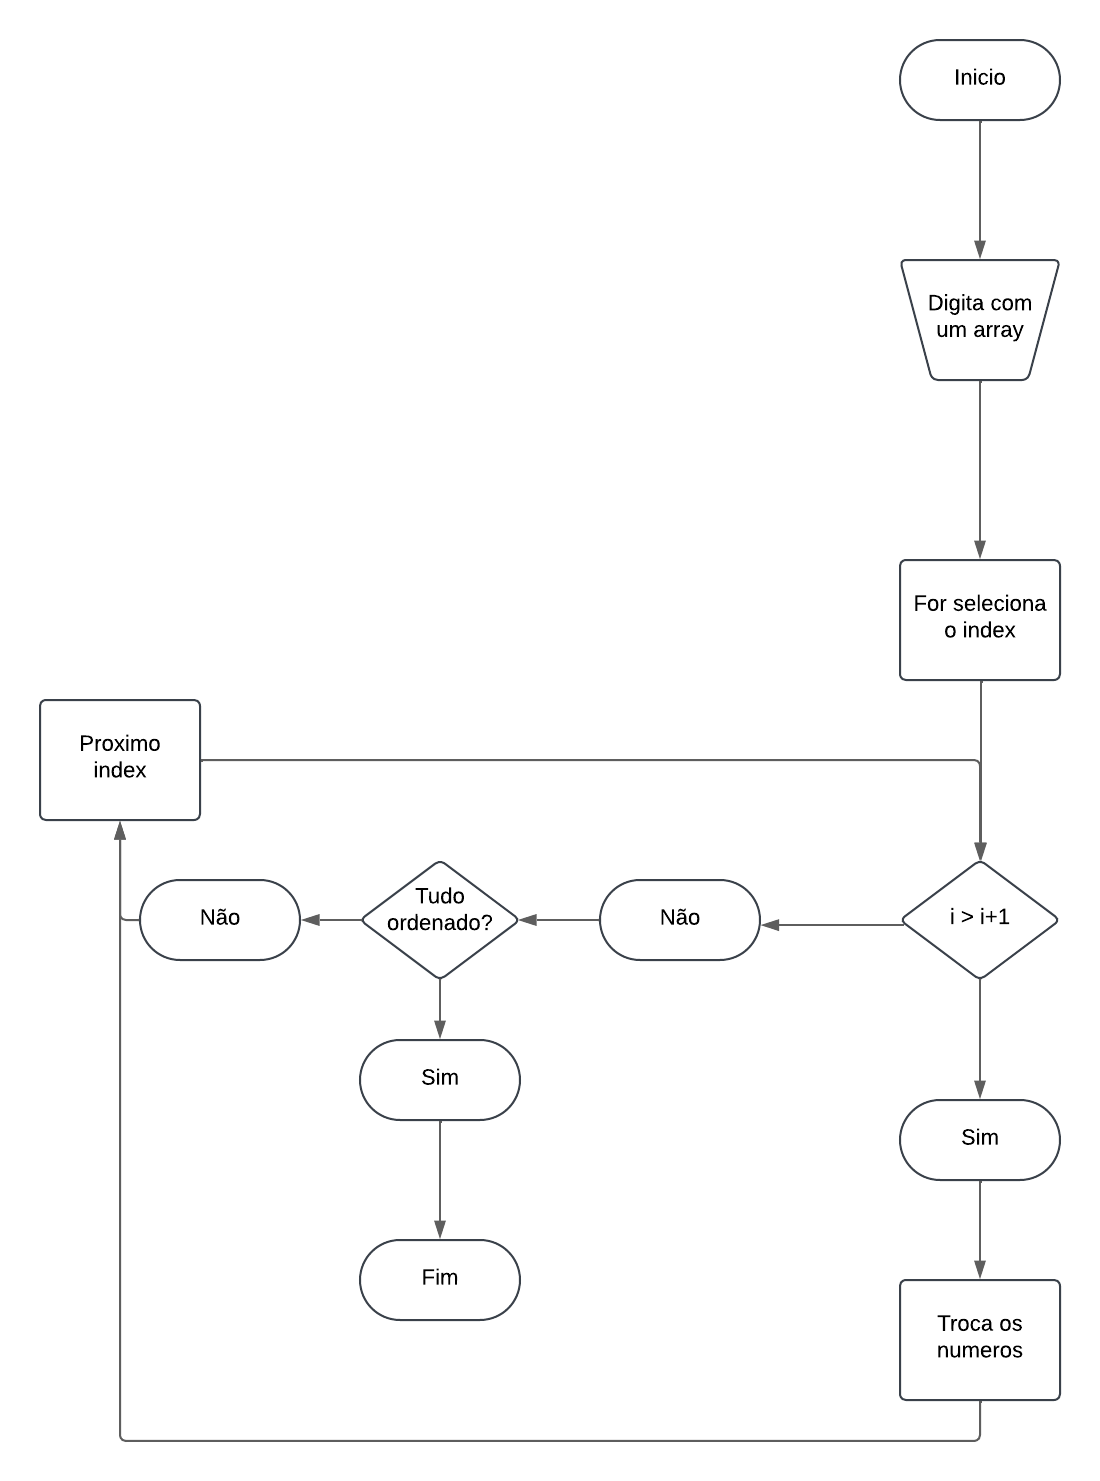 Inicio
Digita com
um array
For seleciona
o index
Proximo
index
Não
Tudo
ordenado?
Não
i > i+1
Sim
Sim
Fim
Troca os
numeros